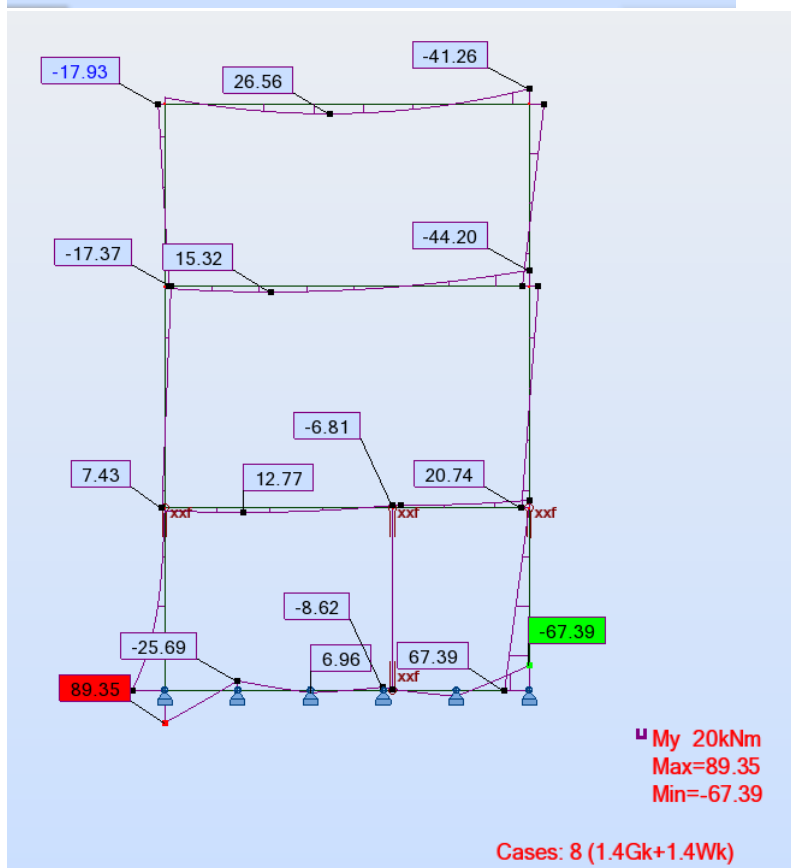 -41.26
-17.93
26.56
-44.20
-17.37
15.32
-6.81
7.43
12.77
20.74
xxf
xxf
xxf
-8.62
-67.39
-25.69
6.96
67.39
xxf
89.35
My 20kNm
Max=89.35
Min=-67.39
Cases: 8 (1.4Gk+1.4Wk)